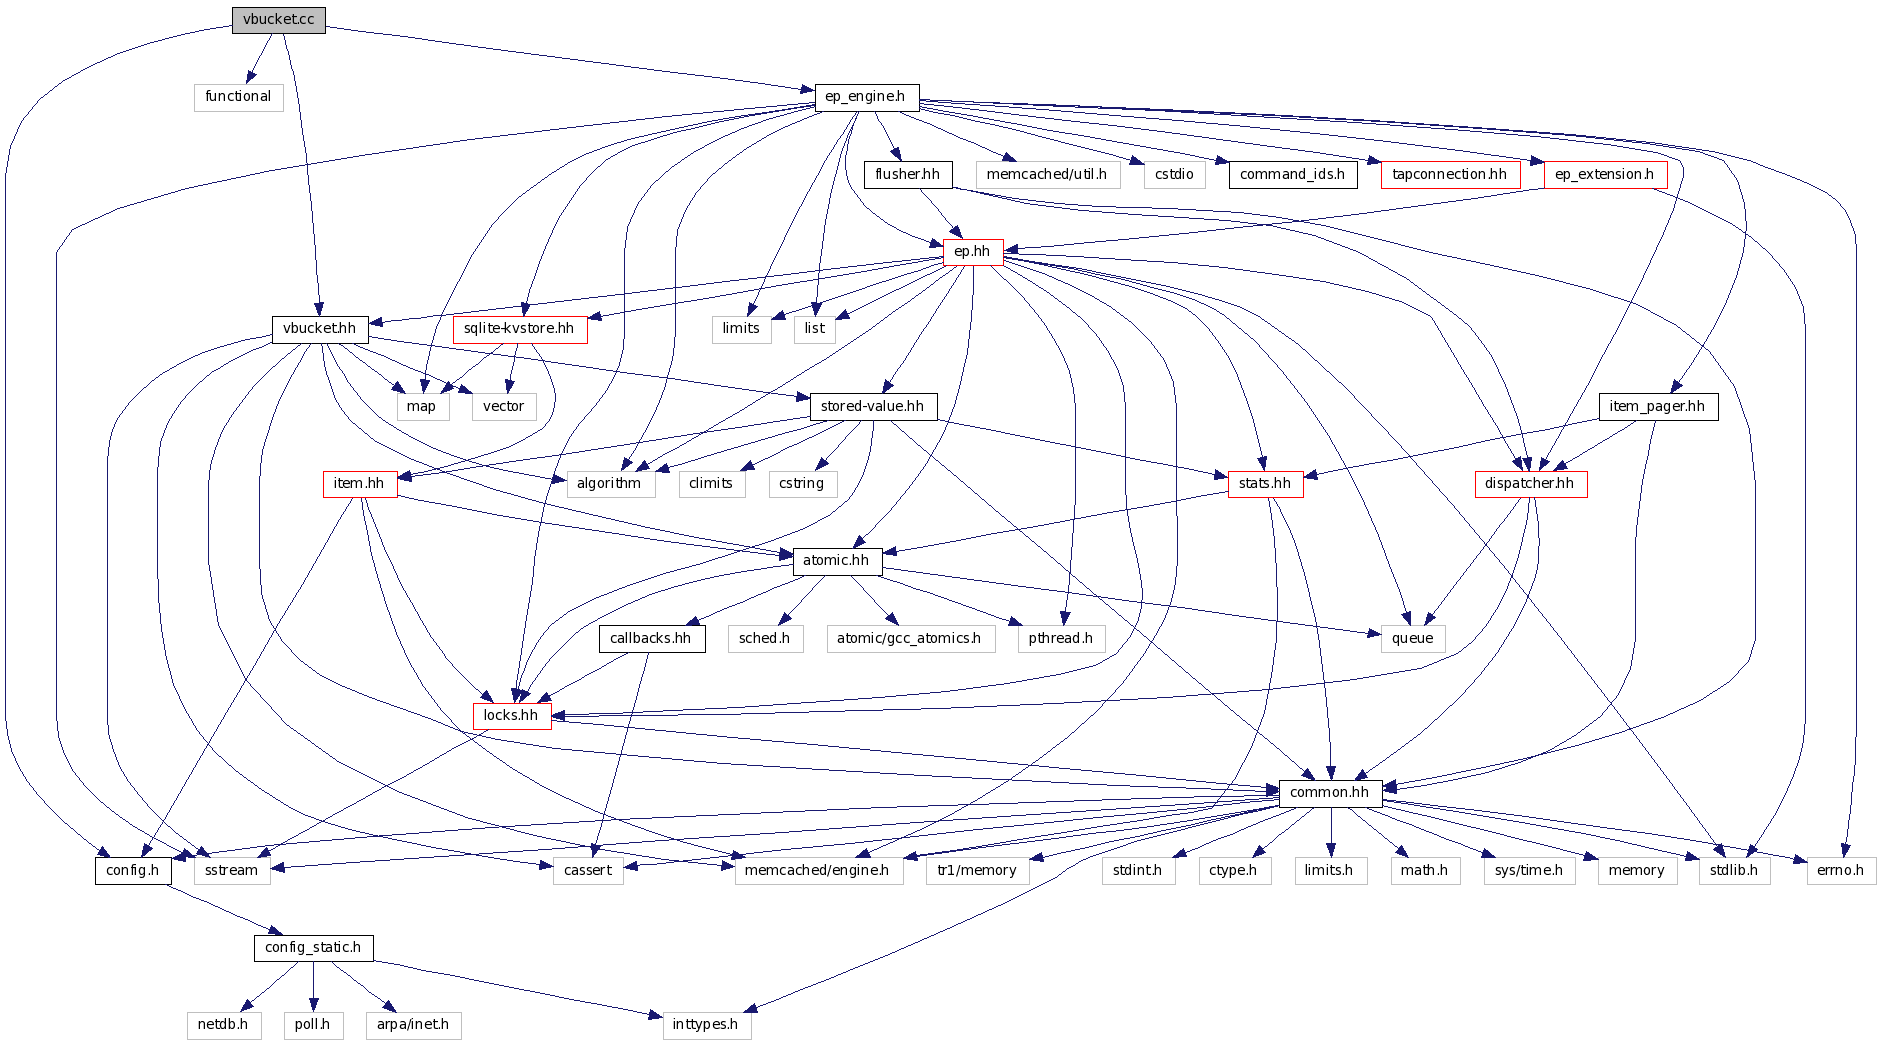 vbucket.cc
functional
ep_engine.h
flusher.hh
memcached/util.h
cstdio
command_ids.h
tapconnection.hh
ep_extension.h
ep.hh
vbucket.hh
sqlite-kvstore.hh
limits
list
map
vector
stored-value.hh
item_pager.hh
item.hh
algorithm
climits
cstring
stats.hh
dispatcher.hh
atomic.hh
callbacks.hh
sched.h
atomic/gcc_atomics.h
pthread.h
queue
locks.hh
common.hh
config.h
sstream
cassert
memcached/engine.h
tr1/memory
stdint.h
ctype.h
limits.h
math.h
sys/time.h
memory
stdlib.h
errno.h
config_static.h
netdb.h
poll.h
arpa/inet.h
inttypes.h